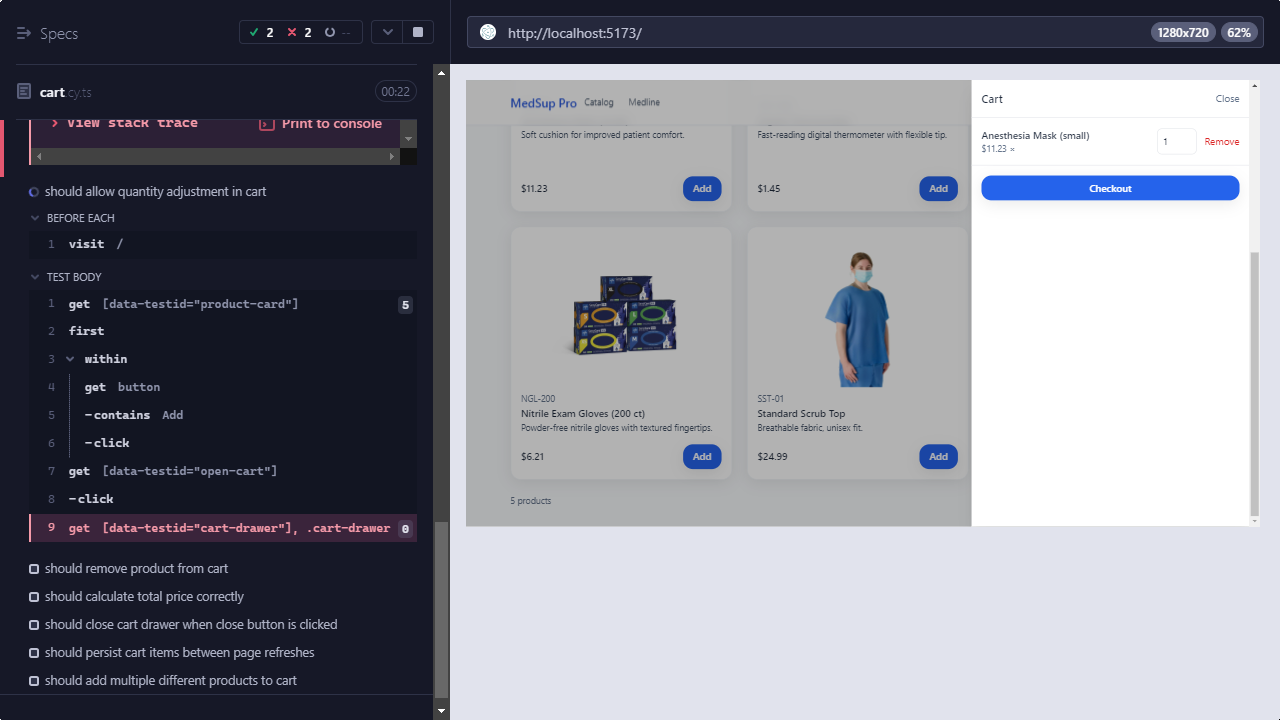 Specs
2
2
--
http://localhost:5173/
1280x720
62%
cart.cy.ts
00:22
View stack trace
Print to console
should allow quantity adjustment in cart
BEFORE EACH
1 visit /
TEST BODY
1 get [data-testid="product-card"] 5
2 first
3 within
4 get button
5 -contains Add
6 -click
7 get [data-testid="open-cart"]
8 -click
9 get [data-testid="cart-drawer"], .cart-drawer 0
should remove product from cart
should calculate total price correctly
should close cart drawer when close button is clicked
should persist cart items between page refreshes
should add multiple different products to cart
MedSup Pro Catalog Medline
Soft cushion for improved patient comfort.
$11.23 Add
Fast-reading digital thermometer with flexible tip.
$1.45 Add
NGL-200
Nitrile Exam Gloves (200 ct)
Powder-free nitrile gloves with textured fingertips.
$6.21 Add
SST-01
Standard Scrub Top
Breathable fabric, unisex fit.
$24.99 Add
5 products
Cart Close
Anesthesia Mask (small)
$11.23 ×
1
Remove
Checkout